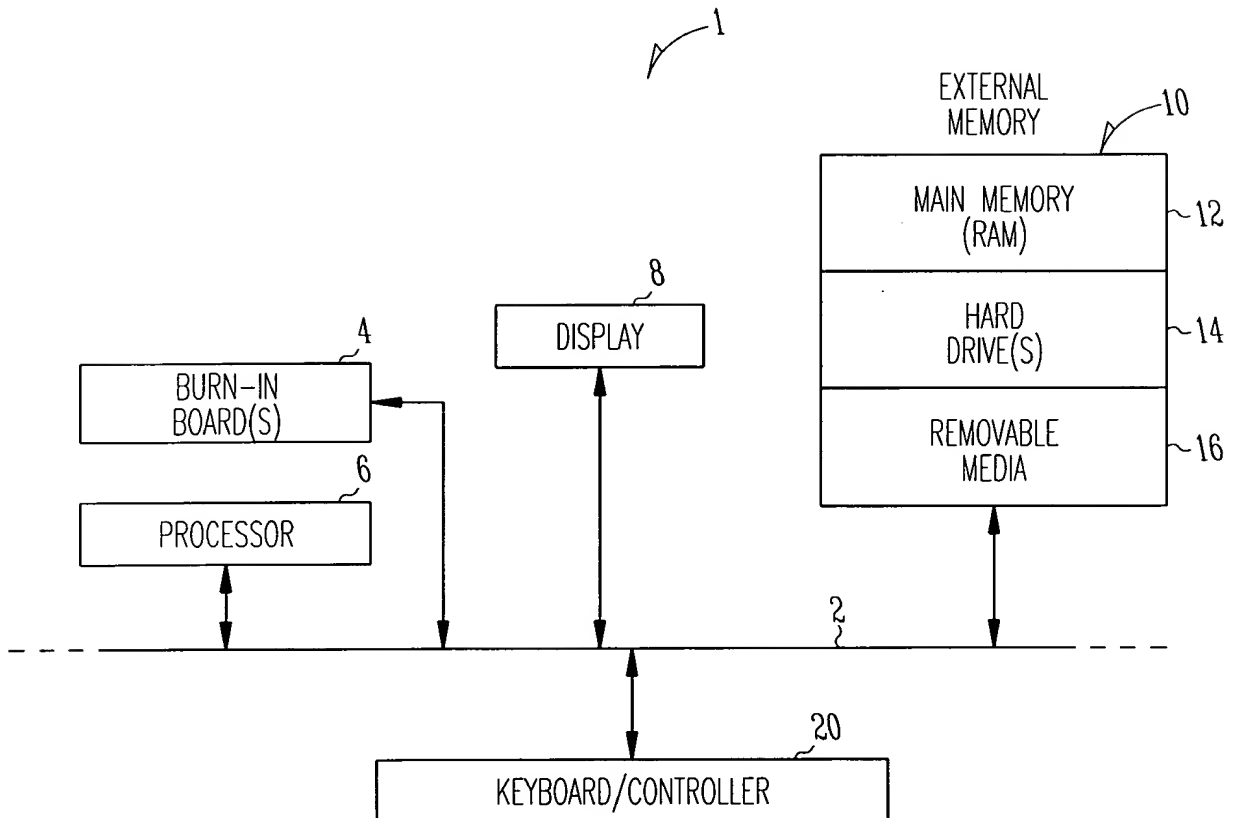 1
EXTERNAL
MEMORY
10
MAIN MEMORY
(RAM)
12
8
DISPLAY
HARD
DRIVE(S)
14
4
BURN-IN
BOARD(S)
REMOVABLE
MEDIA
16
6
PROCESSOR
2
20
KEYBOARD/CONTROLLER